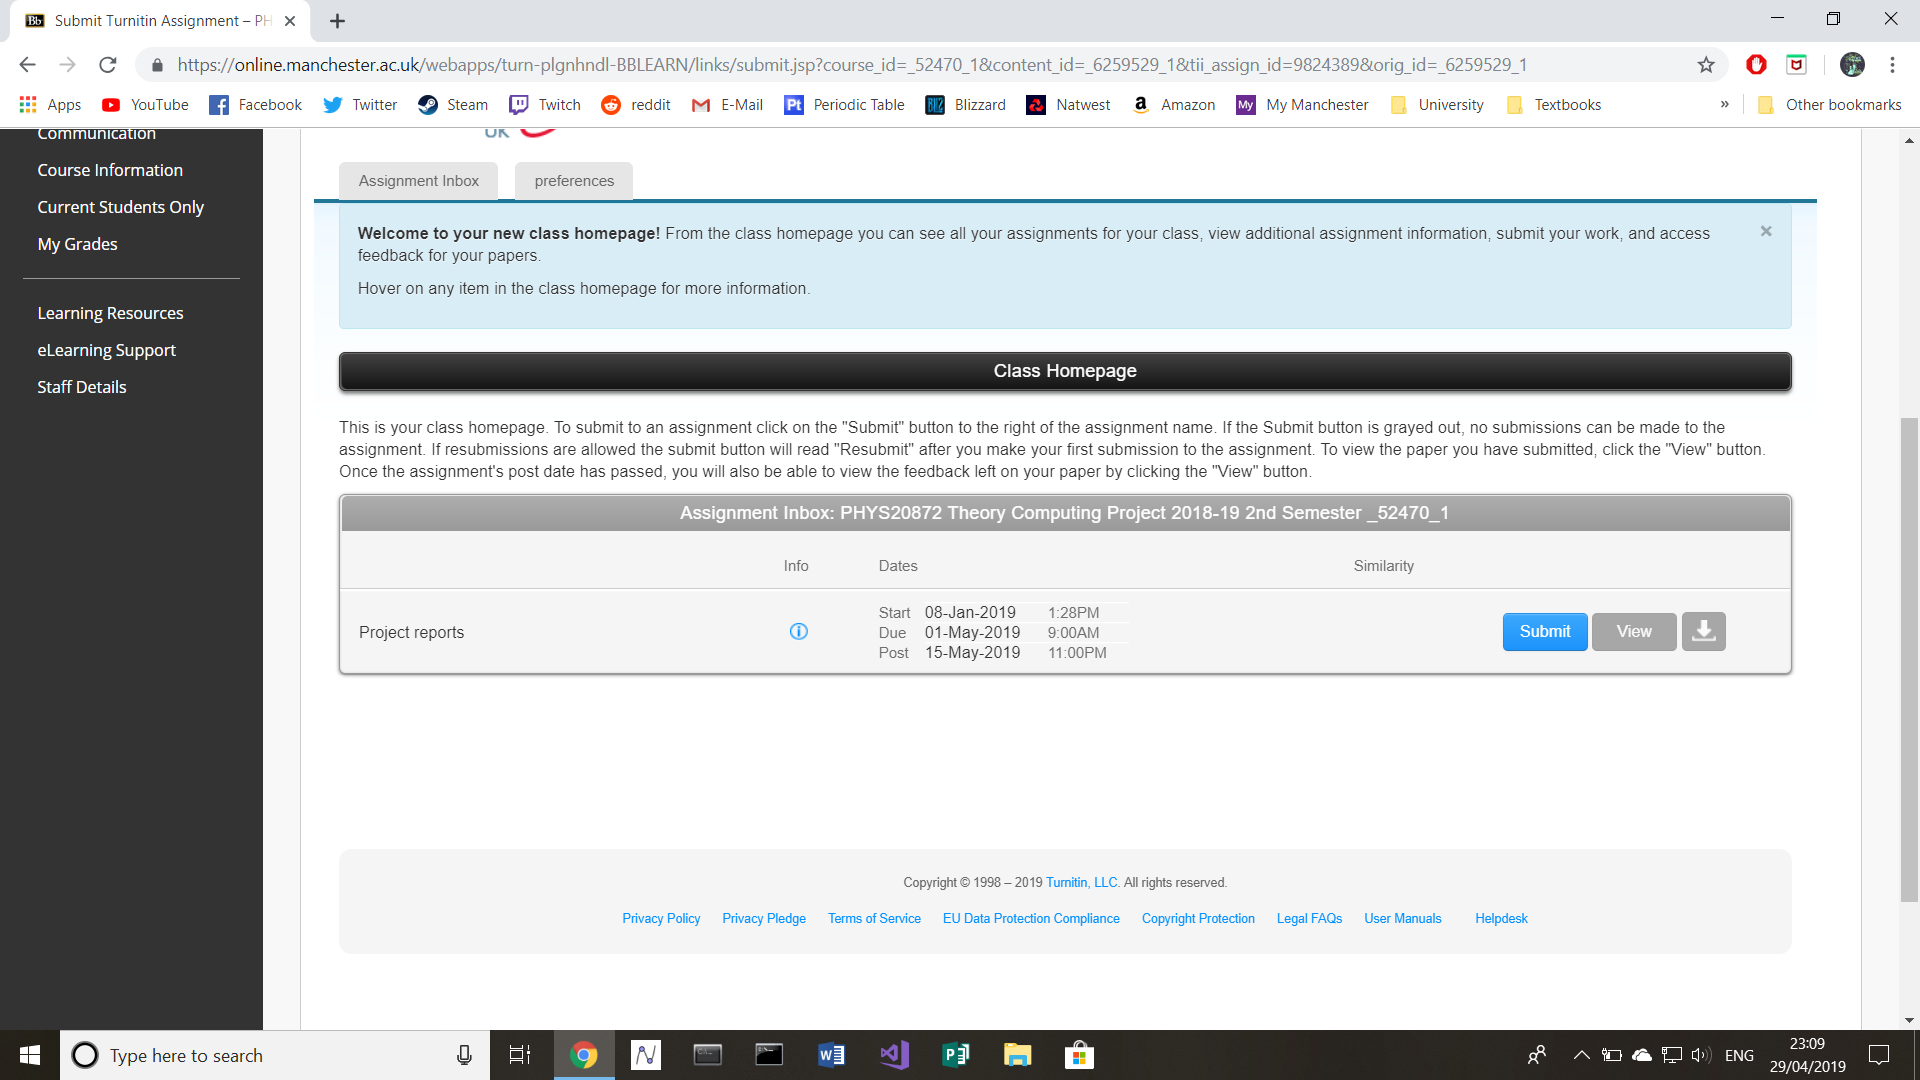 Submit Turnitin Assignment – PH
https://online.manchester.ac.uk/webapps/turn-plgnhndl-BBLEARN/links/submit.jsp?course_id=_52470_1&content_id=_6259529_1&tii_assign_id=9824389&orig_id=_6259529_1
Apps YouTube Facebook Twitter Steam Twitch reddit E-Mail Periodic Table Blizzard Natwest Amazon My Manchester University Textbooks » Other bookmarks
Communication
Course Information
Current Students Only
My Grades
Learning Resources
eLearning Support
Staff Details
UK
Assignment Inbox preferences
Welcome to your new class homepage! From the class homepage you can see all your assignments for your class, view additional assignment information, submit your work, and access
feedback for your papers.
Hover on any item in the class homepage for more information.
Class Homepage
This is your class homepage. To submit to an assignment click on the "Submit" button to the right of the assignment name. If the Submit button is grayed out, no submissions can be made to the
assignment. If resubmissions are allowed the submit button will read "Resubmit" after you make your first submission to the assignment. To view the paper you have submitted, click the "View" button.
Once the assignment's post date has passed, you will also be able to view the feedback left on your paper by clicking the "View" button.
Assignment Inbox: PHYS20872 Theory Computing Project 2018-19 2nd Semester _52470_1
Info Dates Similarity
Project reports
Start 08-Jan-2019 1:28PM
Due 01-May-2019 9:00AM
Post 15-May-2019 11:00PM
Submit View
Copyright © 1998 – 2019 Turnitin, LLC. All rights reserved.
Privacy Policy Privacy Pledge Terms of Service EU Data Protection Compliance Copyright Protection Legal FAQs User Manuals Helpdesk
Type here to search
ENG
23:09
29/04/2019